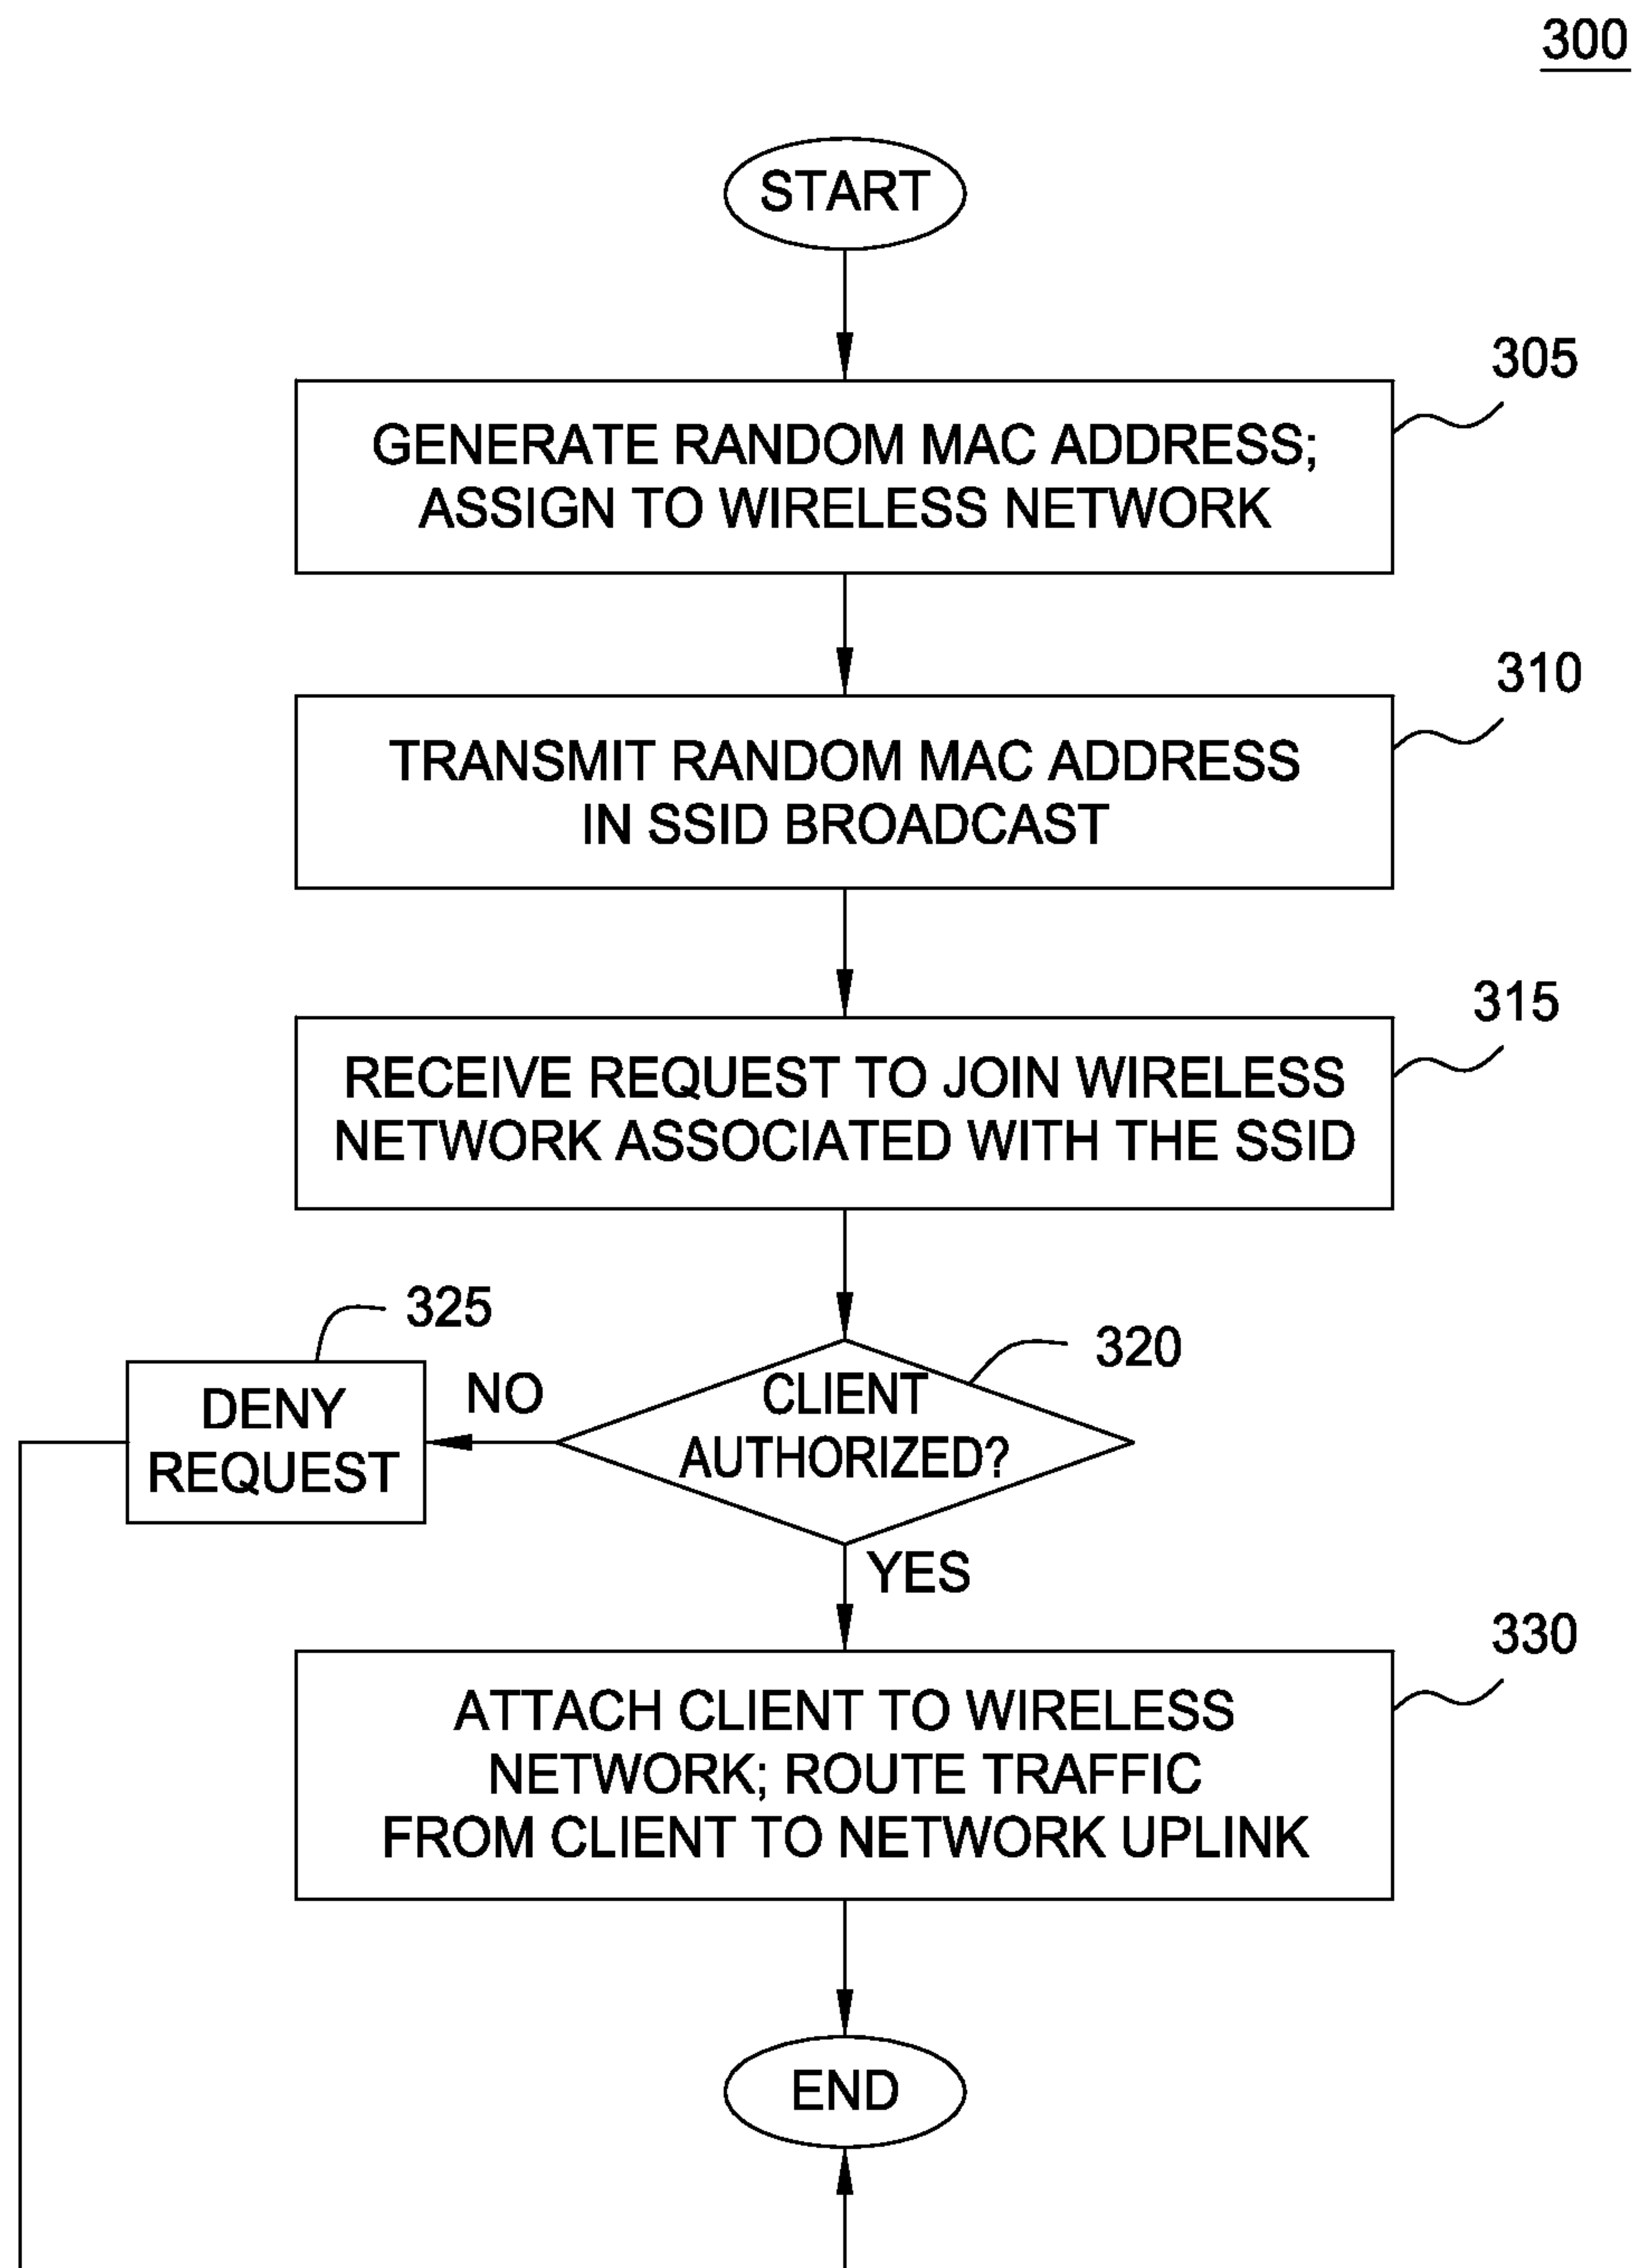 300
START
305
GENERATE RANDOM MAC ADDRESS;
ASSIGN TO WIRELESS NETWORK
310
TRANSMIT RANDOM MAC ADDRESS
IN SSID BROADCAST
315
RECEIVE REQUEST TO JOIN WIRELESS
NETWORK ASSOCIATED WITH THE SSID
325
320
DENY
REQUEST
NO
CLIENT
AUTHORIZED?
YES
330
ATTACH CLIENT TO WIRELESS
NETWORK; ROUTE TRAFFIC
FROM CLIENT TO NETWORK UPLINK
END